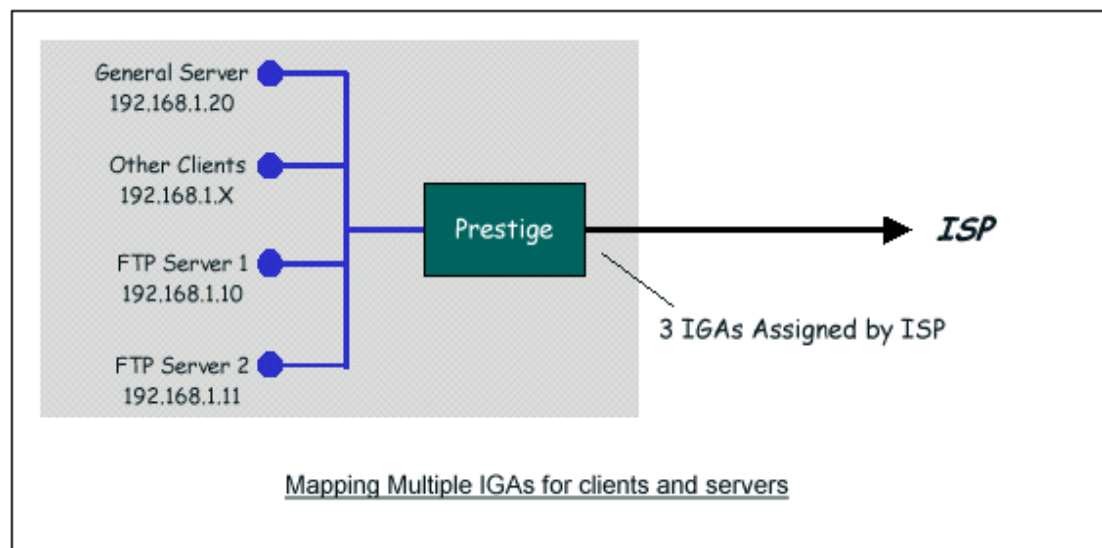 General Server
192.168.1.20
Other Clients
192.168.1.X
FTP Server 1
192.168.1.10
FTP Server 2
192.168.1.11
Prestige
ISP
3 IGAs Assigned by ISP
Mapping Multiple IGAs for clients and servers